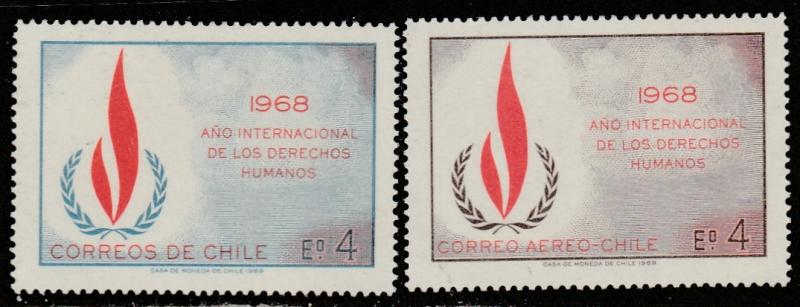 1968
AÑO INTERNACIONAL
DE LOS DERECHOS
HUMANOS
CORREOS DE CHILE Eº 4
CASA DE MONEDA DE CHILE 1969
1968
AÑO INTERNACIONAL
DE LOS DERECHOS
HUMANOS
CORREO AEREO-CHILE Eº 4
CASA DE MONEDA DE CHILE 1969